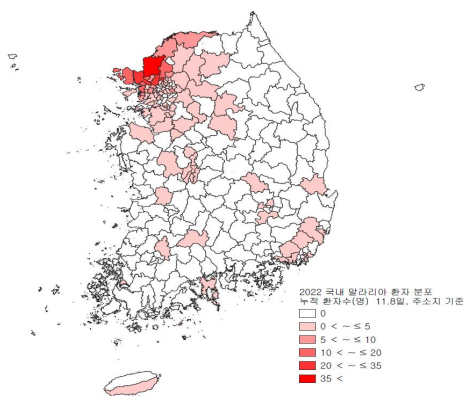 2022 국내 말라리아 환자 분포
누적 환자수(명) 11.8일, 주소지 기준
0
0 < ~ ≤ 5
5 < ~ ≤ 10
10 < ~ ≤ 20
20 < ~ ≤ 35
35 <